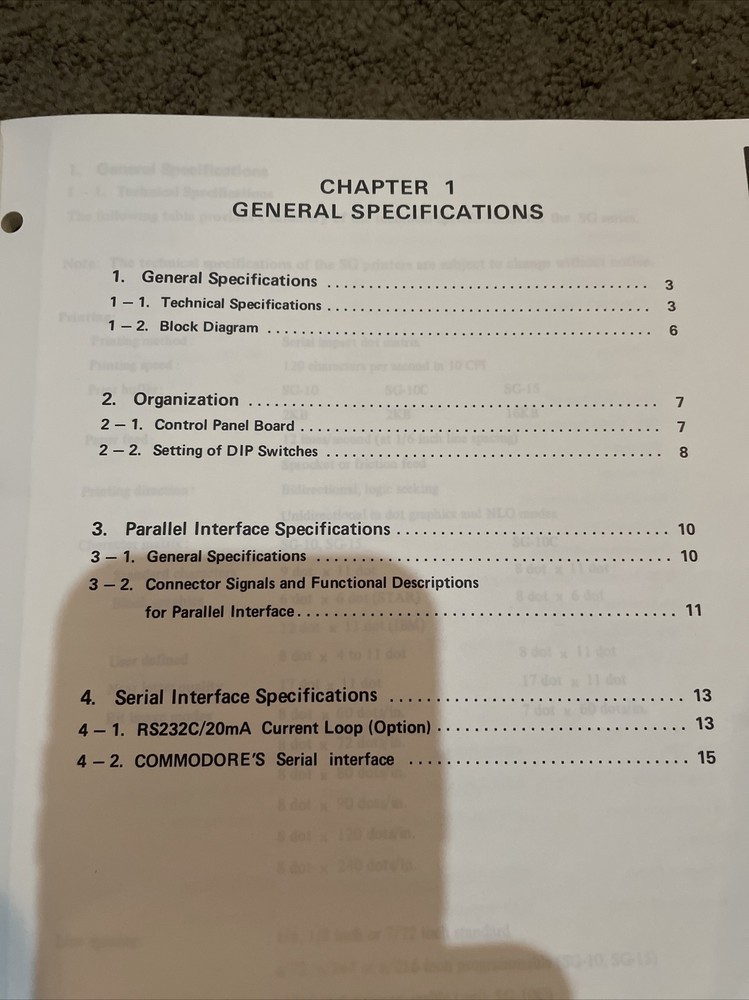 CHAPTER 1
GENERAL SPECIFICATIONS
1. General Specifications ........................................ 3
1 – 1. Technical Specifications ........................................ 3
1 – 2. Block Diagram ........................................ 6
2. Organization ........................................ 7
2 – 1. Control Panel Board ........................................ 7
2 – 2. Setting of DIP Switches ........................................ 8
3. Parallel Interface Specifications ........................................ 10
3 – 1. General Specifications ........................................ 10
3 – 2. Connector Signals and Functional Descriptions
for Parallel Interface ........................................ 11
4. Serial Interface Specifications ........................................ 13
4 – 1. RS232C/20mA Current Loop (Option) ........................................ 13
4 – 2. COMMODORE'S Serial interface ........................................ 15